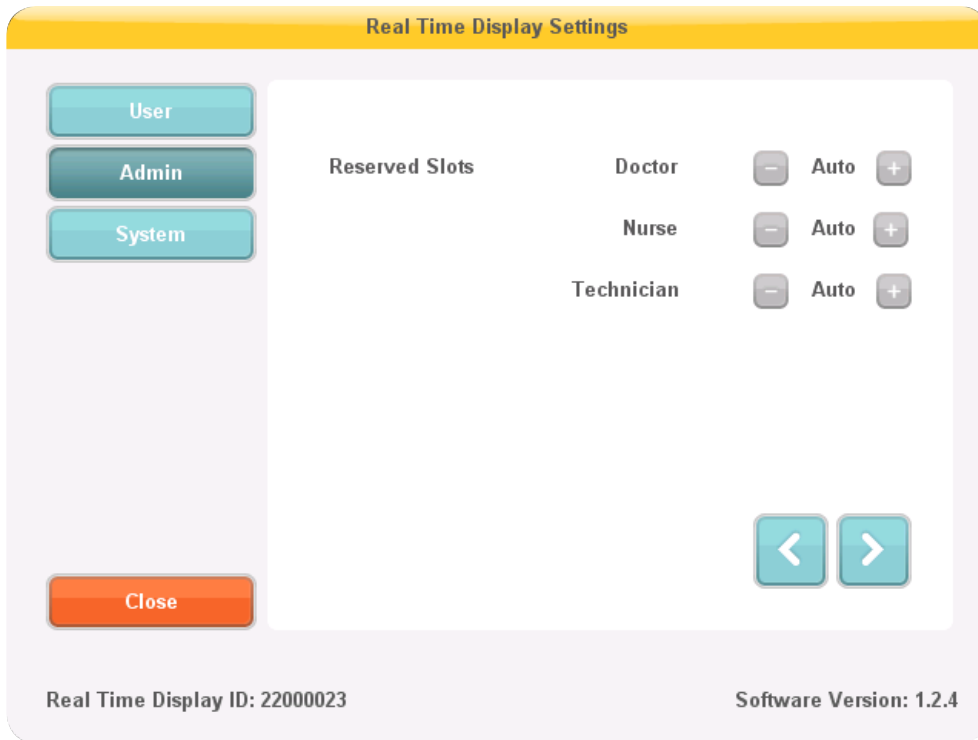 Real Time Display Settings
User
Admin
System
Reserved Slots Doctor - Auto +
Nurse - Auto +
Technician - Auto +
Close
Real Time Display ID: 22000023 Software Version: 1.2.4